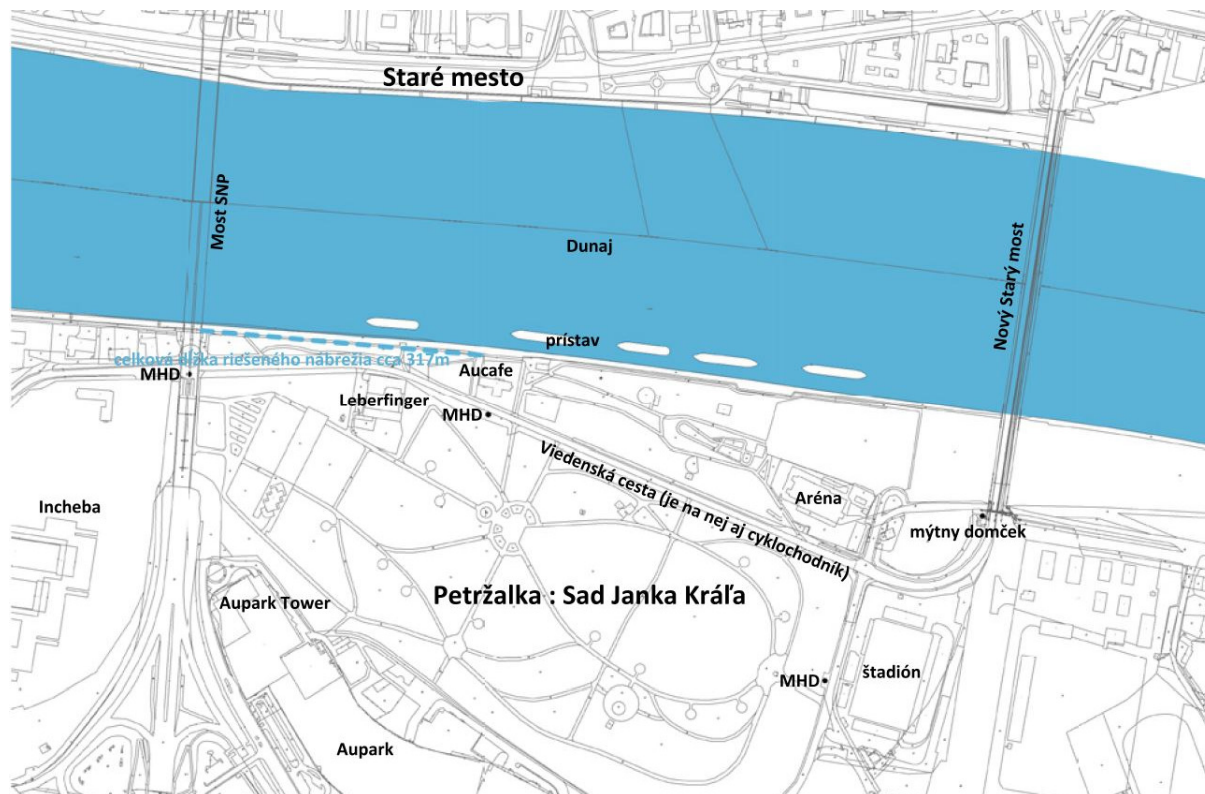 Staré mesto
Most SNP
Dunaj
Nový Starý most
prístav
celková dĺžka riešeného nábrežia cca 317m
MHD
Aucafe
Leberfinger
MHD
Viedenská cesta (je na nej aj cyklochodník)
Aréna
Incheba
mýtny domček
Petržalka : Sad Janka Kráľa
Aupark Tower
MHD
štadión
Aupark